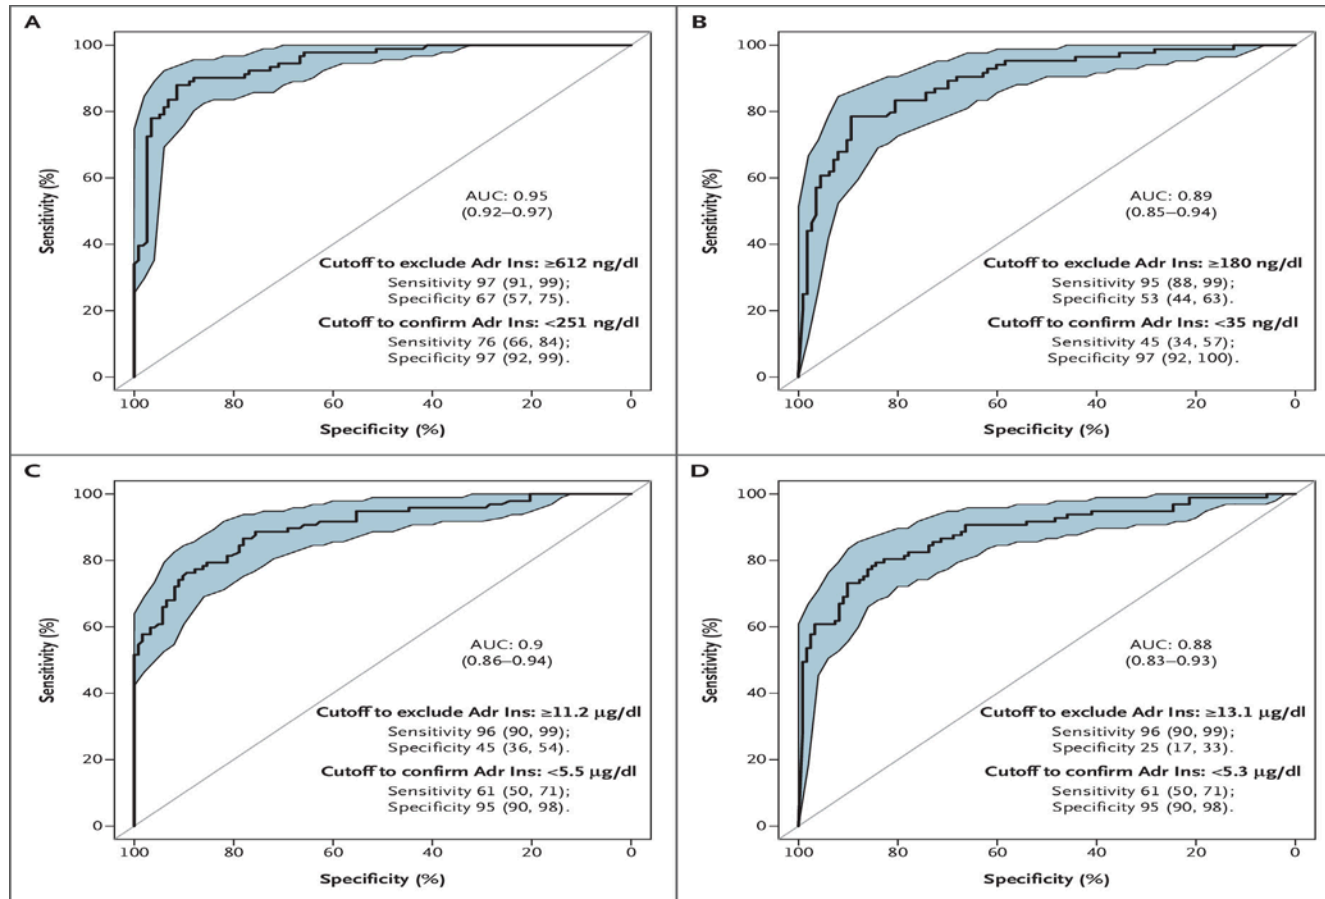 A
100
80
60
40
20
0
Sensitivity (%)
AUC: 0.95
(0.92–0.97)
Cutoff to exclude Adr Ins: ≥612 ng/dl
Sensitivity 97 (91, 99);
Specificity 67 (57, 75).
Cutoff to confirm Adr Ins: <251 ng/dl
Sensitivity 76 (66, 84);
Specificity 97 (92, 99).
100 80 60 40 20 0
Specificity (%)
B
100
80
60
40
20
0
Sensitivity (%)
AUC: 0.89
(0.85–0.94)
Cutoff to exclude Adr Ins: ≥180 ng/dl
Sensitivity 95 (88, 99);
Specificity 53 (44, 63).
Cutoff to confirm Adr Ins: <35 ng/dl
Sensitivity 45 (34, 57);
Specificity 97 (92, 100).
100 80 60 40 20 0
Specificity (%)
C
100
80
60
40
20
0
Sensitivity (%)
AUC: 0.9
(0.86–0.94)
Cutoff to exclude Adr Ins: ≥11.2 µg/dl
Sensitivity 96 (90, 99);
Specificity 45 (36, 54).
Cutoff to confirm Adr Ins: <5.5 µg/dl
Sensitivity 61 (50, 71);
Specificity 95 (90, 98).
100 80 60 40 20 0
Specificity (%)
D
100
80
60
40
20
0
Sensitivity (%)
AUC: 0.88
(0.83–0.93)
Cutoff to exclude Adr Ins: ≥13.1 µg/dl
Sensitivity 96 (90, 99);
Specificity 25 (17, 33).
Cutoff to confirm Adr Ins: <5.3 µg/dl
Sensitivity 61 (50, 71);
Specificity 95 (90, 98).
100 80 60 40 20 0
Specificity (%)